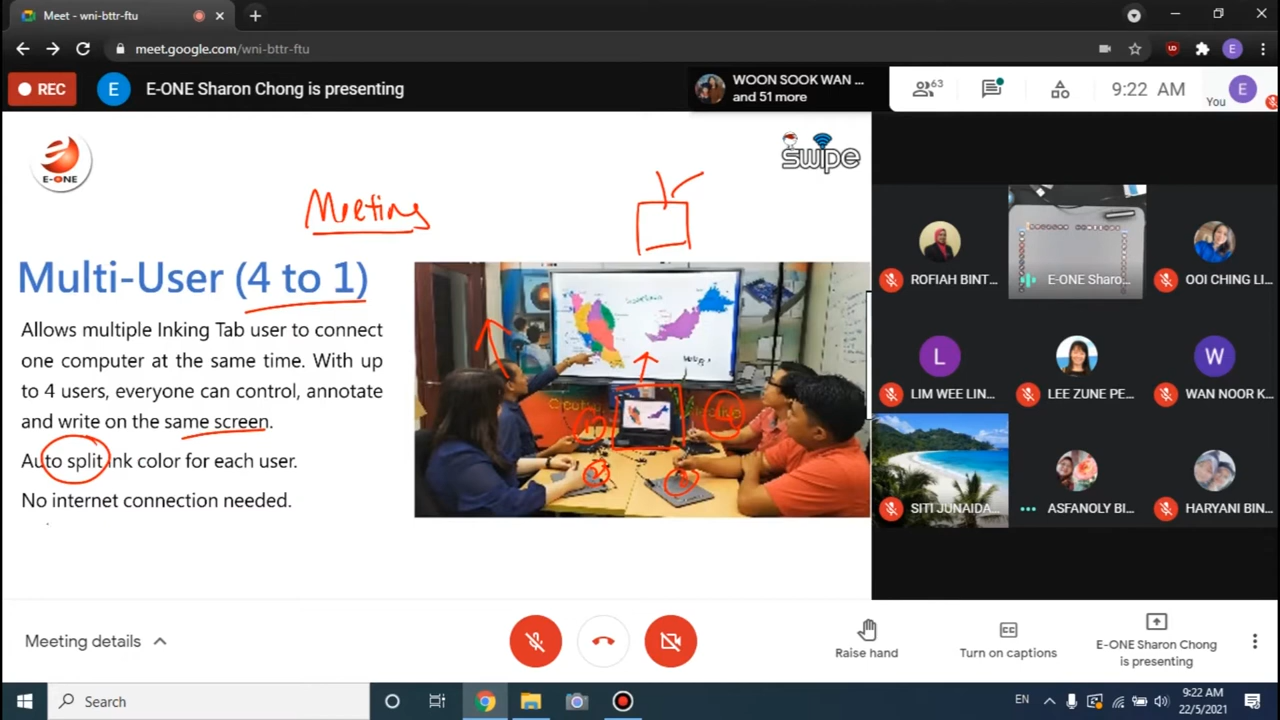 Meet - wni-bttr-ftu
meet.google.com/wni-bttr-ftu
E
REC
E
E-ONE Sharon Chong is presenting
WOON SOOK WAN ...
and 51 more
63
9:22 AM
You
E
E-ONE
swipe
Meeting
Multi-User (4 to 1)
Allows multiple Inking Tab user to connect
one computer at the same time. With up
to 4 users, everyone can control, annotate
and write on the same screen.
Auto split ink color for each user.
No internet connection needed.
ROFIAH BINT...
E-ONE Sharo...
OOI CHING LI...
L
W
LIM WEE LIN...
LEE ZUNE PE...
WAN NOOR K...
SITI JUNAIDA...
ASFANOLY BI...
HARYANI BIN...
Meeting details
Raise hand
CC
Turn on captions
E-ONE Sharon Chong
is presenting
Search
EN
9:22 AM
22/5/2021